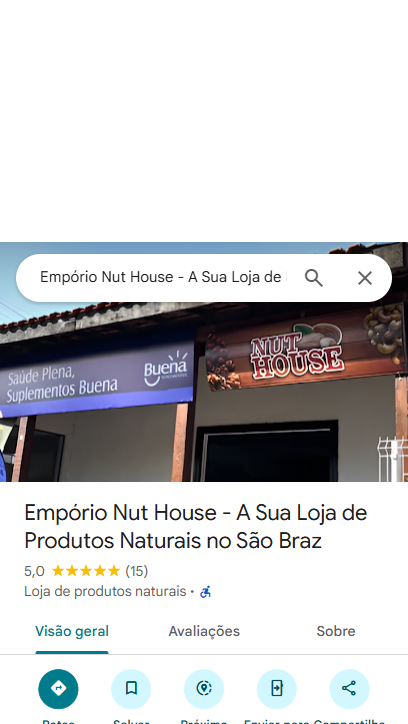 Empório Nut House - A Sua Loja de
Saúde Plena,
Suplementos Buena
Buena
NUT
HOUSE
Empório Nut House - A Sua Loja de
Produtos Naturais no São Braz
5,0 (15)
Loja de produtos naturais ·
Visão geral Avaliações Sobre
Rotas Salvar Próximo Enviar para Compartilhe